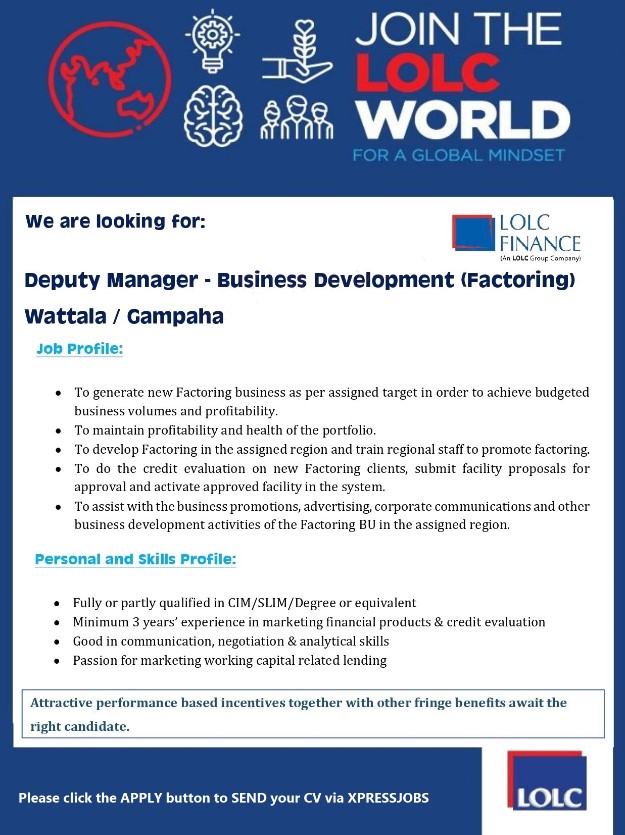 JOIN THE
LOLC
WORLD
FOR A GLOBAL MINDSET
We are looking for:
LOLC
FINANCE
(An LOLC Group Company)
Deputy Manager - Business Development (Factoring)
Wattala / Gampaha
Job Profile:
• To generate new Factoring business as per assigned target in order to achieve budgeted
business volumes and profitability.
• To maintain profitability and health of the portfolio.
• To develop Factoring in the assigned region and train regional staff to promote factoring.
• To do the credit evaluation on new Factoring clients, submit facility proposals for
approval and activate approved facility in the system.
• To assist with the business promotions, advertising, corporate communications and other
business development activities of the Factoring BU in the assigned region.
Personal and Skills Profile:
• Fully or partly qualified in CIM/SLIM/Degree or equivalent
• Minimum 3 years’ experience in marketing financial products & credit evaluation
• Good in communication, negotiation & analytical skills
• Passion for marketing working capital related lending
Attractive performance based incentives together with other fringe benefits await the
right candidate.
Please click the APPLY button to SEND your CV via XPRESSJOBS
LOLC